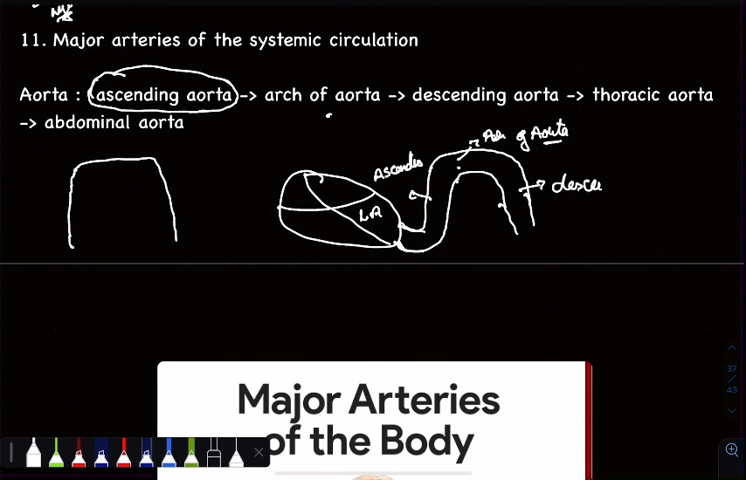 11. Major arteries of the systemic circulation
Aorta : ascending aorta -> arch of aorta -> descending aorta -> thoracic aorta
-> abdominal aorta
of Aorta
Ascendin
descen
37
/
43
Major Arteries
of the Body